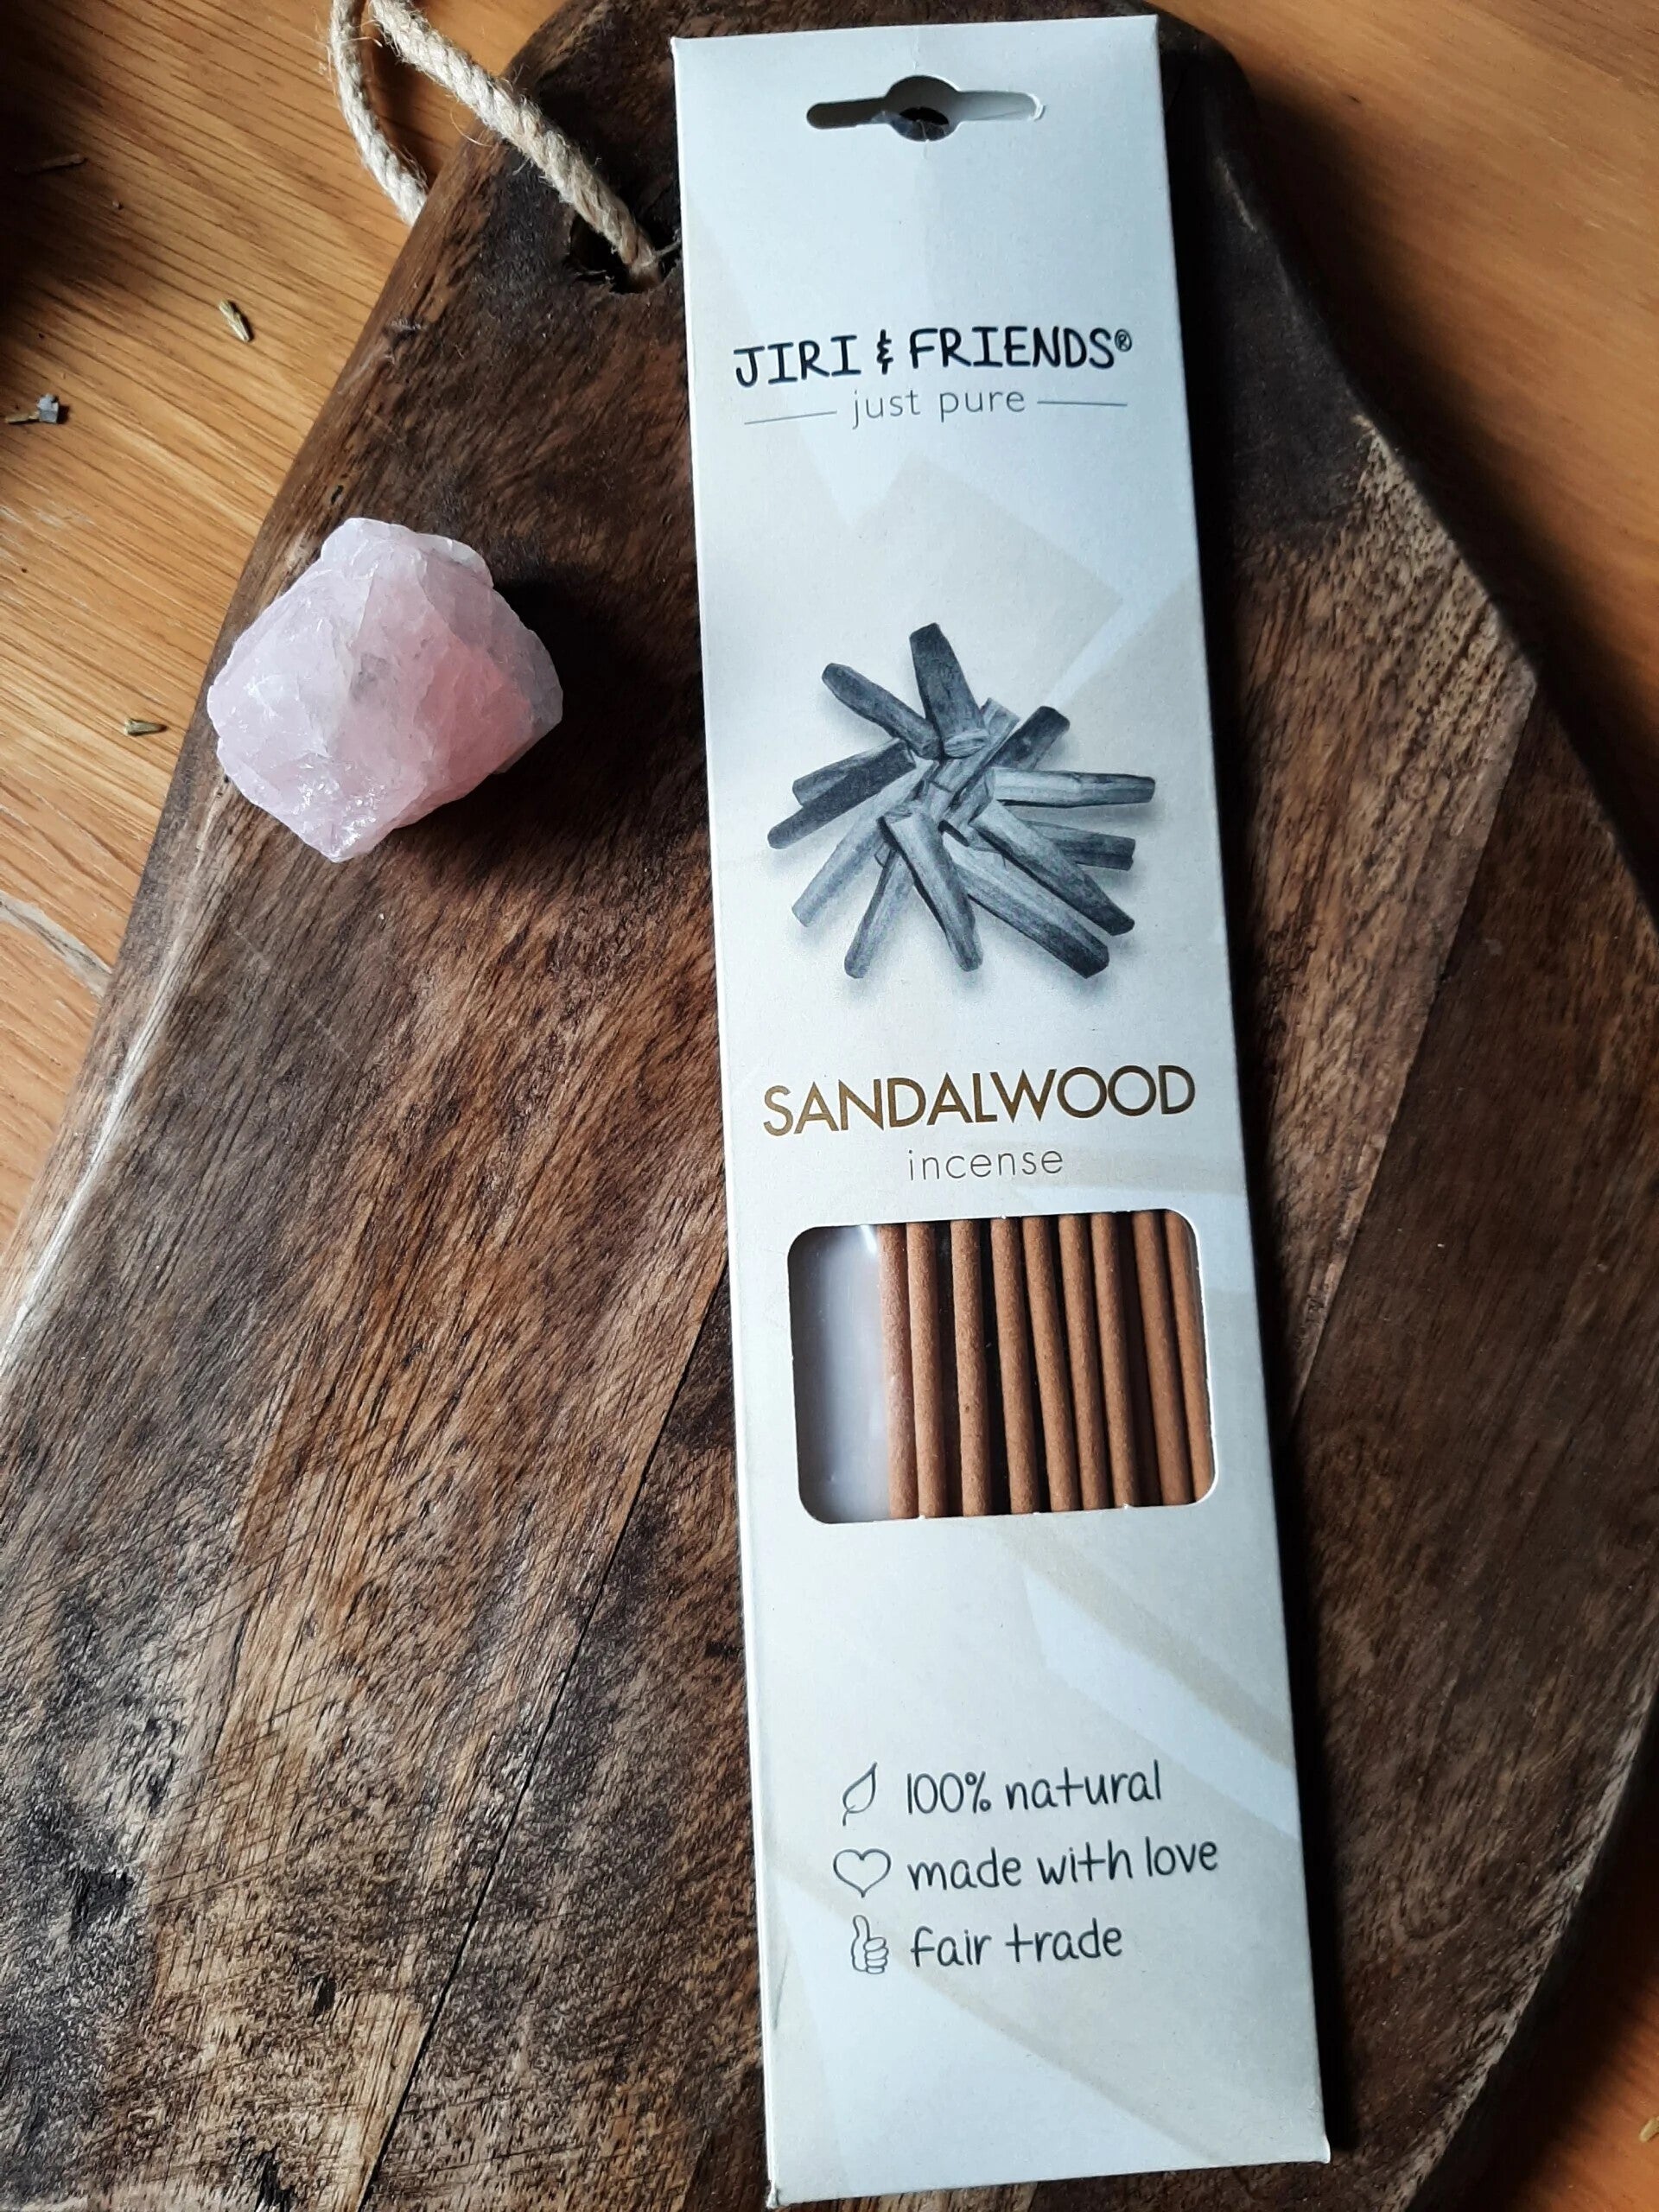 JIRI & FRIENDS®
just pure
SANDALWOOD
incense
100% natural
made with love
fair trade